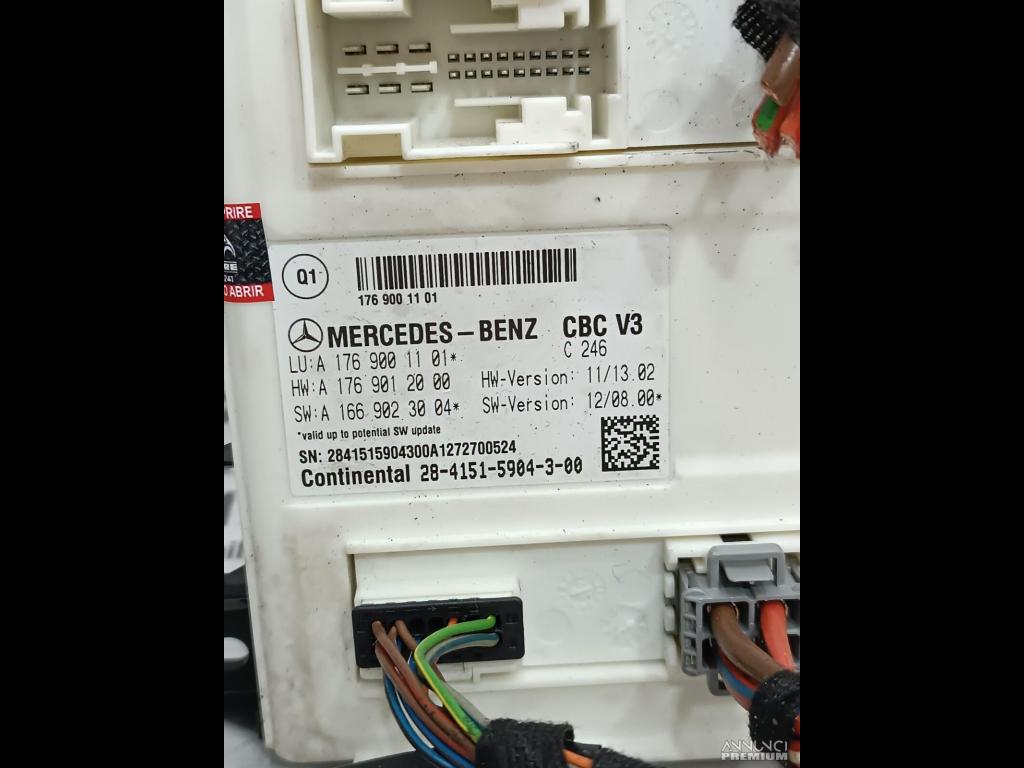 PRIRE
RE
241
O ABRIR
Q1
176 900 11 01
MERCEDES-BENZ CBC V3
C 246
LU: A 176 900 11 01*
HW: A 176 901 20 00 HW-Version: 11/13.02
SW: A 166 902 30 04* SW-Version: 12/08.00*
*valid up to potential SW update
SN: 2841515904300A1272700524
Continental 28-4151-5904-3-00
ANNUNCI
PREMIUM